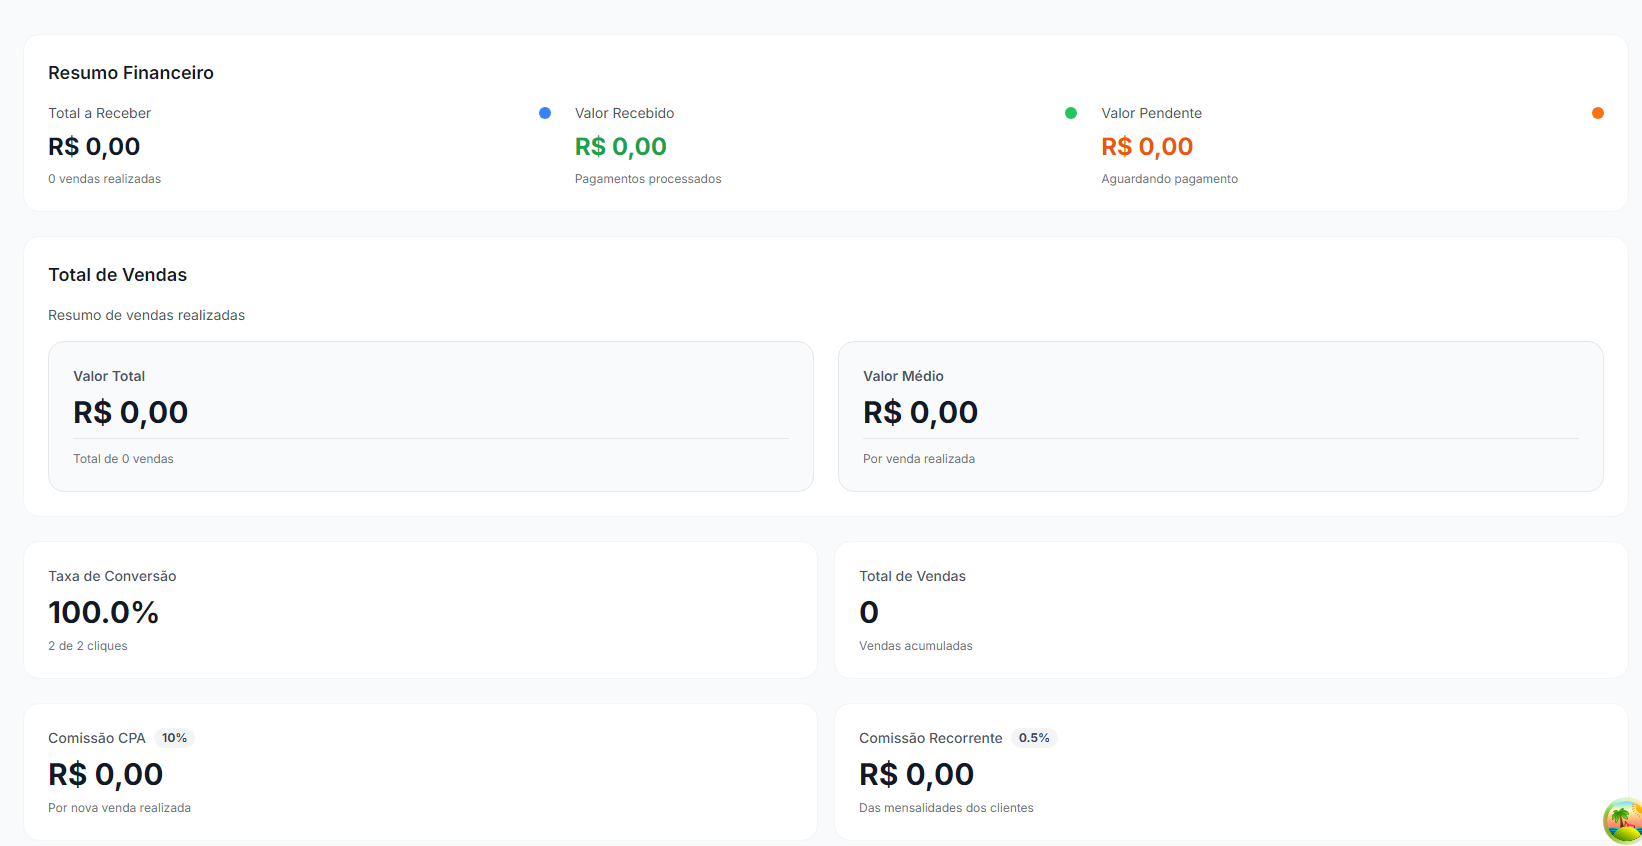 Resumo Financeiro
Total a Receber
R$ 0,00
0 vendas realizadas
Valor Recebido
R$ 0,00
Pagamentos processados
Valor Pendente
R$ 0,00
Aguardando pagamento
Total de Vendas
Resumo de vendas realizadas
Valor Total
R$ 0,00
Total de 0 vendas
Valor Médio
R$ 0,00
Por venda realizada
Taxa de Conversão
100.0%
2 de 2 cliques
Total de Vendas
0
Vendas acumuladas
Comissão CPA 10%
R$ 0,00
Por nova venda realizada
Comissão Recorrente 0.5%
R$ 0,00
Das mensalidades dos clientes